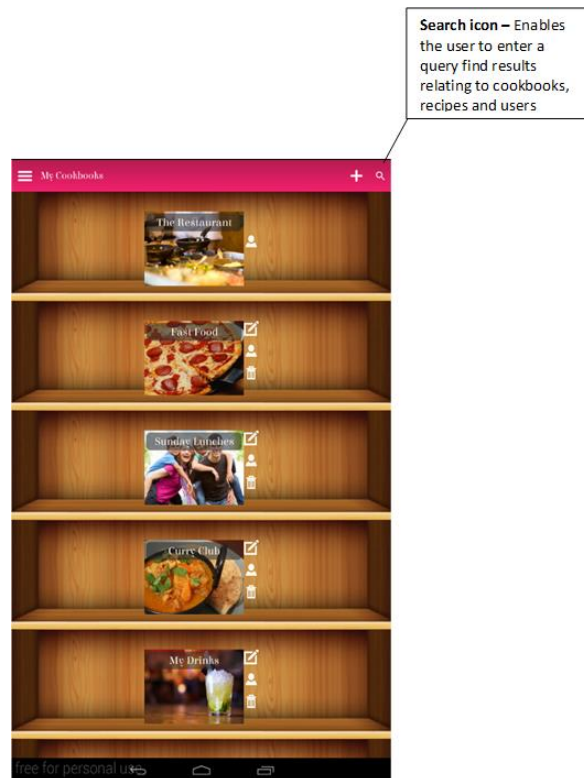 Search icon – Enables
the user to enter a
query find results
relating to cookbooks,
recipes and users
My Cookbooks
The Restaurant
Fast Food
Sunday Lunches
Curry Club
My Drinks
free for personal use